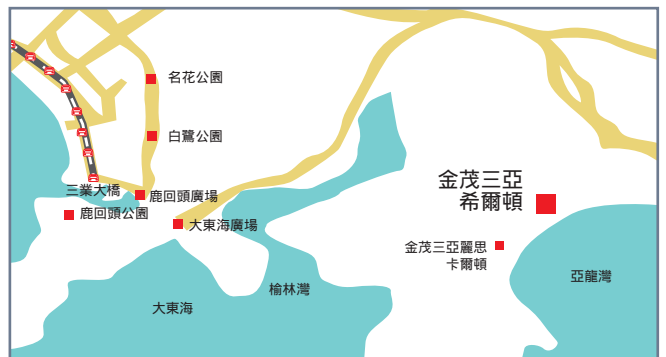 名花公園
白鷺公園
三業大橋
鹿回頭廣場
鹿回頭公園
大東海廣場
金茂三亞
希爾頓
金茂三亞麗思
卡爾頓
亞龍灣
榆林灣
大東海